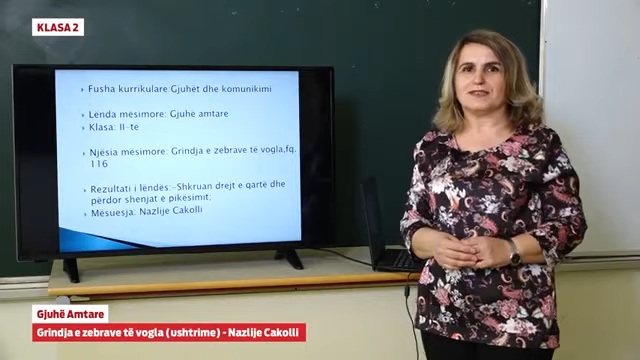 KLASA 2
Fusha kurrikulare:Gjuhët dhe komunikimi
Lënda mësimore: Gjuhë amtare
Klasa: II-të
Njësia mësimore: Grindja e zebrave të vogla,fq.
116
Rezultati i lëndës:-Shkruan drejt e qartë dhe
përdor shenjat e pikësimit;
Mësuesja: Nazlije Cakolli
Gjuhë Amtare
Grindja e zebrave të vogla ( ushtrime) - Nazlije Cakolli